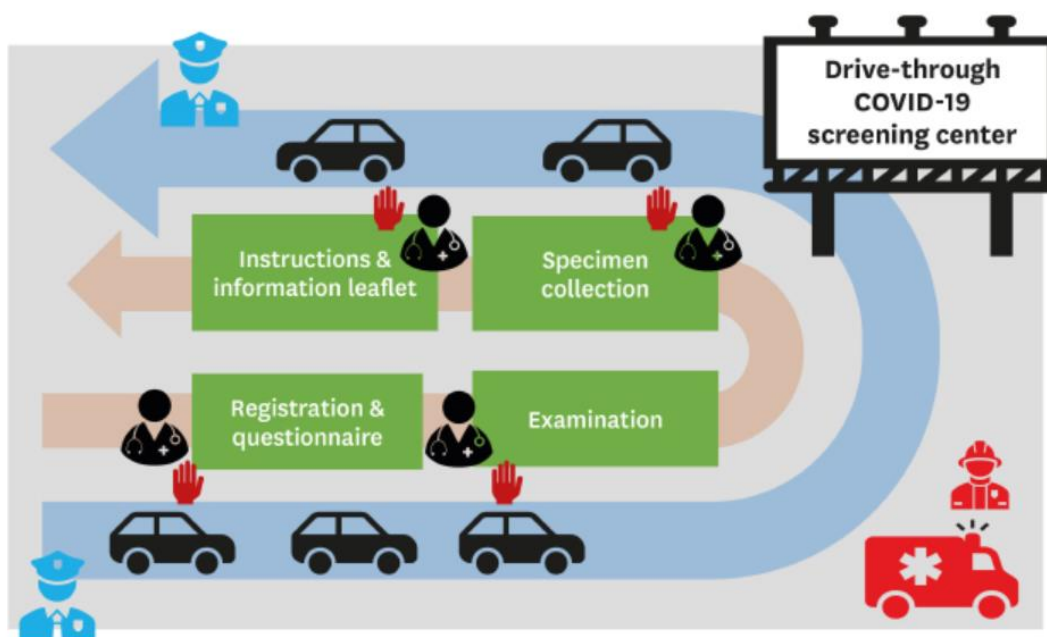 Drive-through
COVID-19
screening center
Instructions &
information leaflet
Specimen
collection
Registration &
questionnaire
Examination